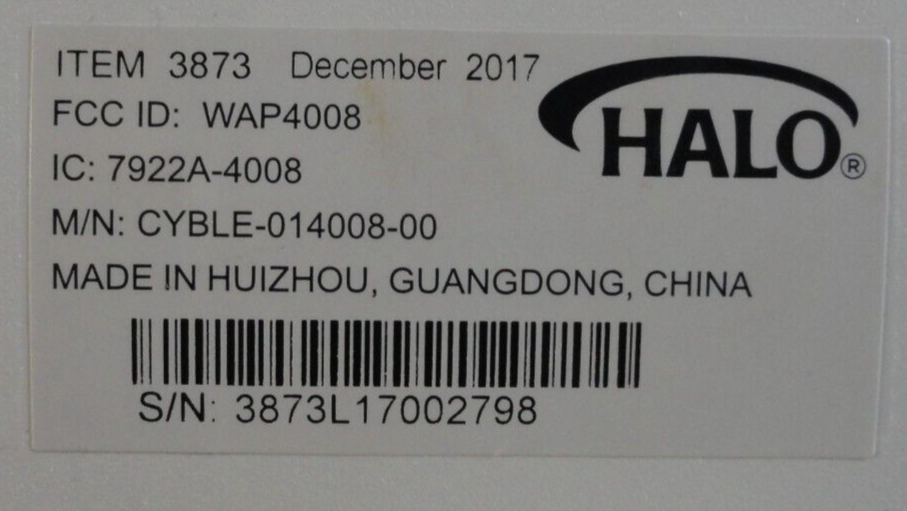 ITEM 3873 December 2017
HALO®
FCC ID: WAP4008
IC: 7922A-4008
M/N: CYBLE-014008-00
MADE IN HUIZHOU, GUANGDONG, CHINA
S/N: 3873L17002798